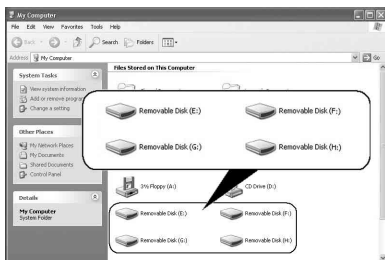 My Computer
File Edit View Favorites Tools Help
Back Search Folders
Address My Computer Go
Files Stored on This Computer
System Tasks
View system information
Add or remove program
Change a setting
Other Places
My Network Places
My Documents
Shared Documents
Control Panel
Details
My Computer
System Folder
Removable Disk (E:) Removable Disk (F:)
Removable Disk (G:) Removable Disk (H:)
3½ Floppy (A:) CD Drive (D:)
Removable Disk (E:) Removable Disk (F:)
Removable Disk (G:) Removable Disk (H:)